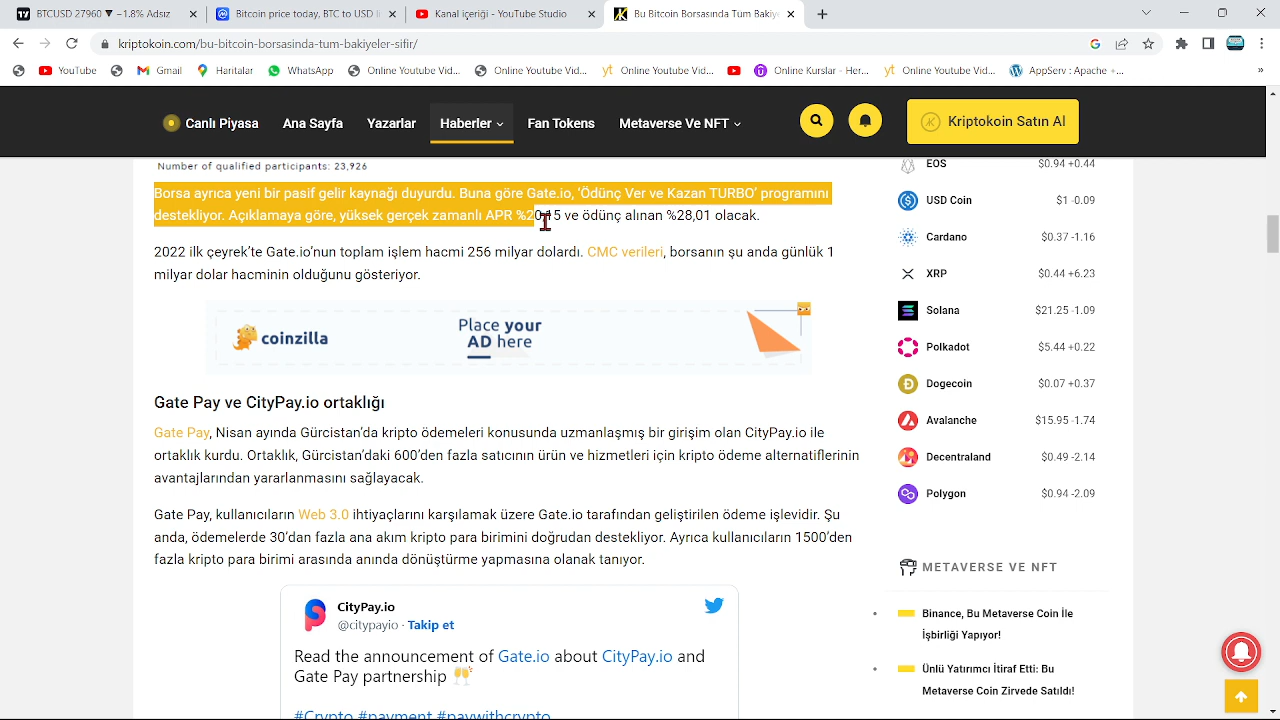 BTCUSD 27960 ▼ −1.8% Adsız
Bitcoin price today, BTC to USD li
Kanal içeriği - YouTube Studio
Bu Bitcoin Borsasında Tüm Bakiye
kriptokoin.com/bu-bitcoin-borsasinda-tum-bakiyeler-sifir/
YouTube
Gmail
Haritalar
WhatsApp
Online Youtube Vid...
Online Youtube Vid...
Online Youtube Vid...
Online Kurslar - Her...
Online Youtube Vid...
AppServ : Apache +...
»
Canlı Piyasa
Ana Sayfa
Yazarlar
Haberler
Fan Tokens
Metaverse Ve NFT
Kriptokoin Satın Al
Number of qualified participants: 23,926
Borsa ayrıca yeni bir pasif gelir kaynağı duyurdu. Buna göre Gate.io, ‘Ödünç Ver ve Kazan TURBO’ programını
destekliyor. Açıklamaya göre, yüksek gerçek zamanlı APR ve ödünç alınan %28,01 olacak.
2022 ilk çeyrek’te Gate.io’nun toplam işlem hacmi 256 milyar dolardı. CMC verileri, borsanın şu anda günlük 1
milyar dolar hacminin olduğunu gösteriyor.
coinzilla
Place your
AD here
Gate Pay ve CityPay.io ortaklığı
Gate Pay, Nisan ayında Gürcistan’da kripto ödemeleri konusunda uzmanlaşmış bir girişim olan CityPay.io ile
ortaklık kurdu. Ortaklık, Gürcistan’daki 600’den fazla satıcının ürün ve hizmetleri için kripto ödeme alternatiflerinin
avantajlarından yararlanmasını sağlayacak.
Gate Pay, kullanıcıların Web 3.0 ihtiyaçlarını karşılamak üzere Gate.io tarafından geliştirilen ödeme işlevidir. Şu
anda, ödemelerde 30’dan fazla ana akım kripto para birimini doğrudan destekliyor. Ayrıca kullanıcıların 1500’den
fazla kripto para birimi arasında anında dönüştürme yapmasına olanak tanıyor.
CityPay.io
@citypayio · Takip et
Read the announcement of Gate.io about CityPay.io and
Gate Pay partnership 🥂
#Crypto #payment #paywithcrypto
EOS $0.94 +0.44
USD Coin $1 -0.09
Cardano $0.37 -1.16
XRP $0.44 +6.23
Solana $21.25 -1.09
Polkadot $5.44 +0.22
Dogecoin $0.07 +0.37
Avalanche $15.95 -1.74
Decentraland $0.49 -2.14
Polygon $0.94 -2.09
METAVERSE VE NFT
Binance, Bu Metaverse Coin İle
İşbirliği Yapıyor!
Ünlü Yatırımcı İtiraf Etti: Bu
Metaverse Coin Zirvede Satıldı!